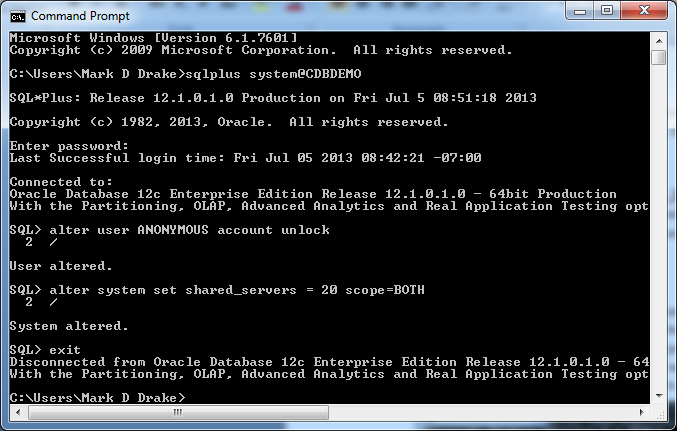 Command Prompt
Microsoft Windows [Version 6.1.7601]
Copyright (c) 2009 Microsoft Corporation.  All rights reserved.
C:\Users\Mark D Drake>sqlplus system@CDBDEMO
SQL*Plus: Release 12.1.0.1.0 Production on Fri Jul 5 08:51:18 2013
Copyright (c) 1982, 2013, Oracle.  All rights reserved.
Enter password:
Last Successful login time: Fri Jul 05 2013 08:42:21 -07:00
Connected to:
Oracle Database 12c Enterprise Edition Release 12.1.0.1.0 - 64bit Production
With the Partitioning, OLAP, Advanced Analytics and Real Application Testing opt
SQL> alter user ANONYMOUS account unlock
  2  /
User altered.
SQL> alter system set shared_servers = 20 scope=BOTH
  2  /
System altered.
SQL> exit
Disconnected from Oracle Database 12c Enterprise Edition Release 12.1.0.1.0 - 64
With the Partitioning, OLAP, Advanced Analytics and Real Application Testing opt
C:\Users\Mark D Drake>